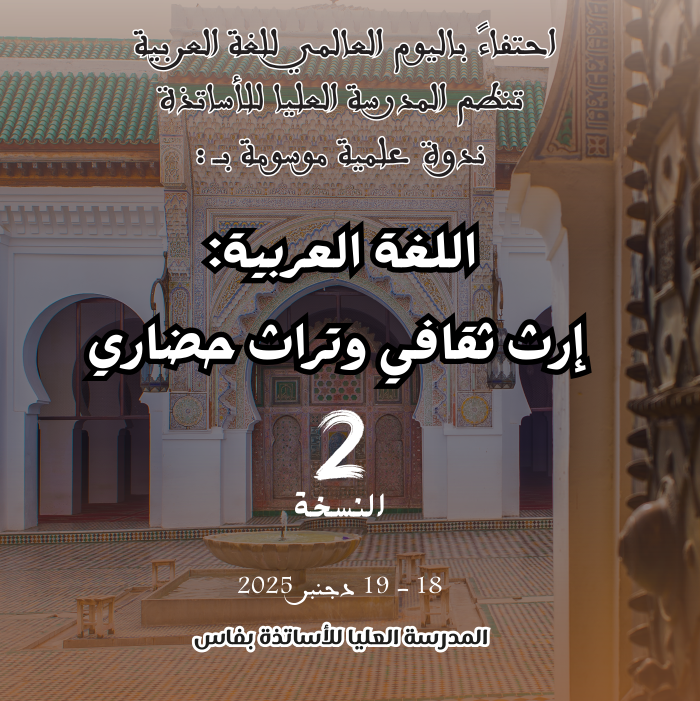 احتفاءً باليوم العالمي للغة العربية
تنظم المدرسة العليا للأساتذة
ندوة علمية موسومة بـ :
اللغة العربية:
إرث ثقافي وتراث حضاري
2
النسخة
18 - 19 دجنبر 2025
المدرسة العليا للأساتذة بفاس